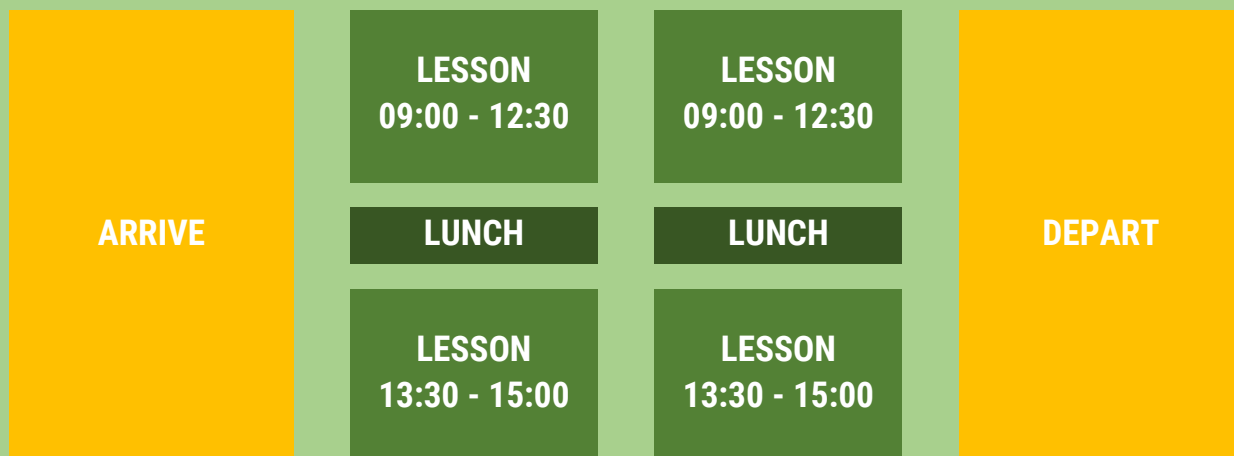 ARRIVE
LESSON
09:00 - 12:30
LUNCH
LESSON
13:30 - 15:00
LESSON
09:00 - 12:30
LUNCH
LESSON
13:30 - 15:00
DEPART